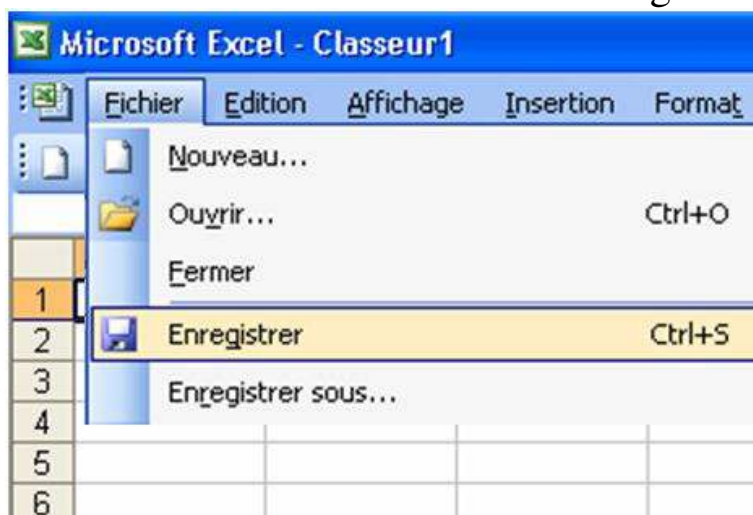 Microsoft Excel - Classeur1
Fichier Edition Affichage Insertion Format
Nouveau...
Ouvrir... Ctrl+O
Fermer
1
Enregistrer Ctrl+S
2
3
Enregistrer sous...
4
5
6